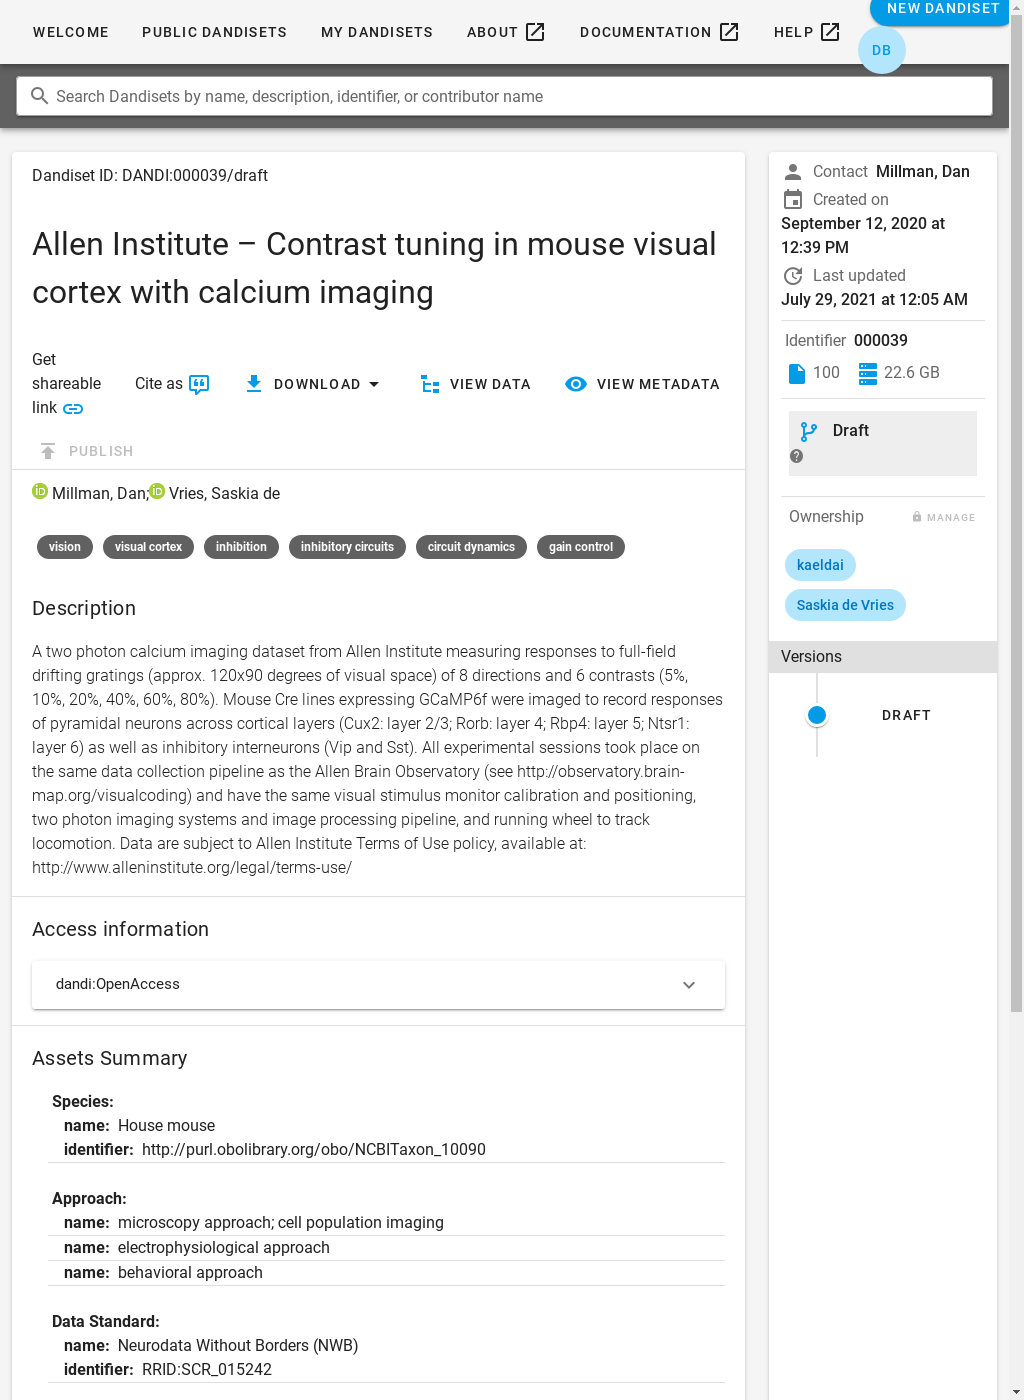 WELCOME PUBLIC DANDISETS MY DANDISETS ABOUT DOCUMENTATION HELP NEW DANDISET
DB
Search Dandisets by name, description, identifier, or contributor name
Dandiset ID: DANDI:000039/draft
Allen Institute – Contrast tuning in mouse visual
cortex with calcium imaging
Get
shareable
link
Cite as
DOWNLOAD
VIEW DATA
VIEW METADATA
PUBLISH
Millman, Dan; Vries, Saskia de
vision visual cortex inhibition inhibitory circuits circuit dynamics gain control
Description
A two photon calcium imaging dataset from Allen Institute measuring responses to full-field
drifting gratings (approx. 120x90 degrees of visual space) of 8 directions and 6 contrasts (5%,
10%, 20%, 40%, 60%, 80%). Mouse Cre lines expressing GCaMP6f were imaged to record responses
of pyramidal neurons across cortical layers (Cux2: layer 2/3; Rorb: layer 4; Rbp4: layer 5; Ntsr1:
layer 6) as well as inhibitory interneurons (Vip and Sst). All experimental sessions took place on
the same data collection pipeline as the Allen Brain Observatory (see http://observatory.brain-
map.org/visualcoding) and have the same visual stimulus monitor calibration and positioning,
two photon imaging systems and image processing pipeline, and running wheel to track
locomotion. Data are subject to Allen Institute Terms of Use policy, available at:
http://www.alleninstitute.org/legal/terms-use/
Access information
dandi:OpenAccess
Assets Summary
Species:
name: House mouse
identifier: http://purl.obolibrary.org/obo/NCBITaxon_10090
Approach:
name: microscopy approach; cell population imaging
name: electrophysiological approach
name: behavioral approach
Data Standard:
name: Neurodata Without Borders (NWB)
identifier: RRID:SCR_015242
Contact Millman, Dan
Created on
September 12, 2020 at
12:39 PM
Last updated
July 29, 2021 at 12:05 AM
Identifier 000039
100 22.6 GB
Draft
Ownership MANAGE
kaeldai
Saskia de Vries
Versions
DRAFT